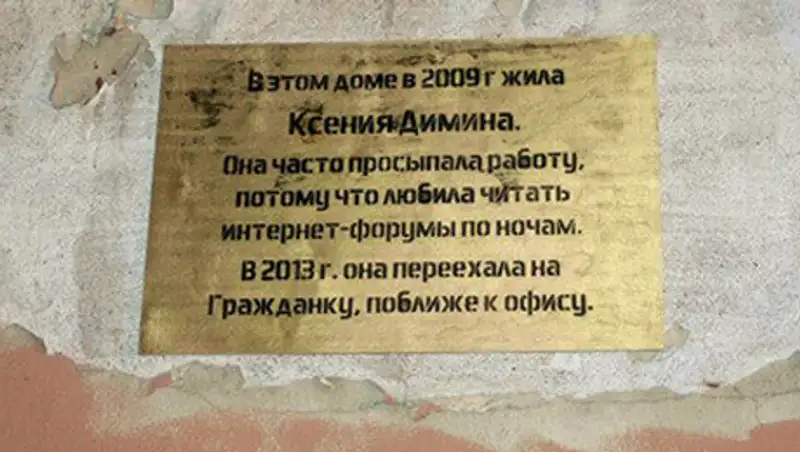 В этом доме в 2009 г жила
Ксения Димина.
Она часто просыпала работу,
потому что любила читать
интернет-форумы по ночам.
В 2013 г. она переехала на
Гражданку, поближе к офису.